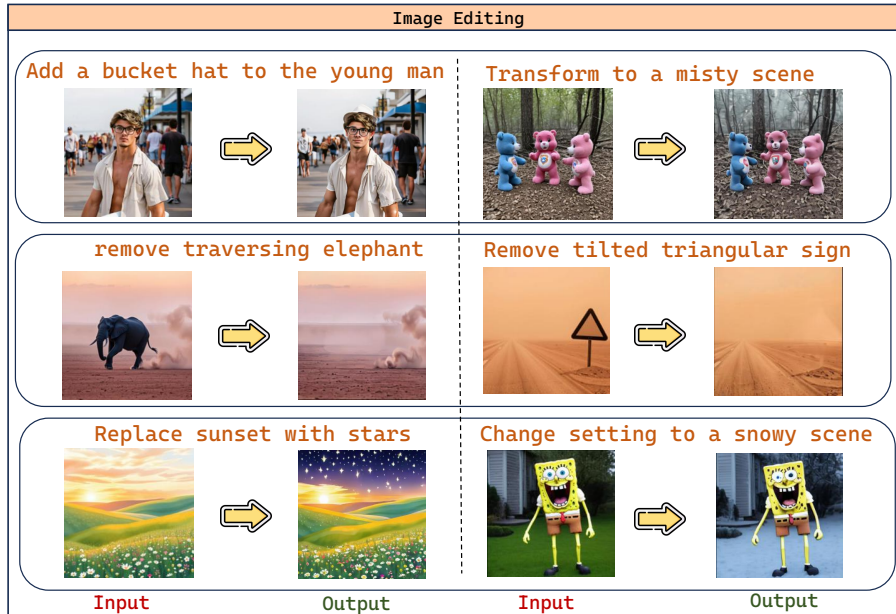 Image Editing
Add a bucket hat to the young man
Transform to a misty scene
remove traversing elephant
Remove tilted triangular sign
Replace sunset with stars
Change setting to a snowy scene
Input
Output
Input
Output